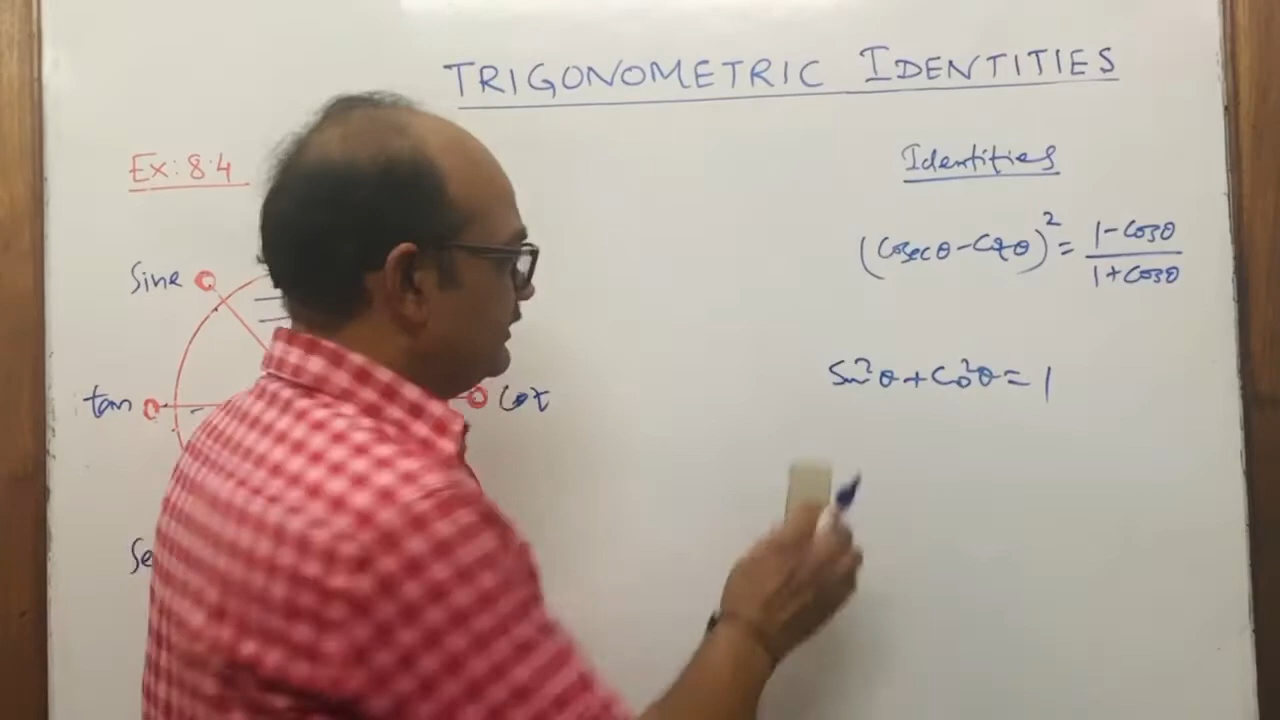 TRIGONOMETRIC IDENTITIES
Ex: 8.4
Identities
(Cosecθ - Cotθ)² = 1 - Cosθ / 1 + Cosθ
Sine
Sin²θ + Cos²θ = 1
tan
Cot
Se